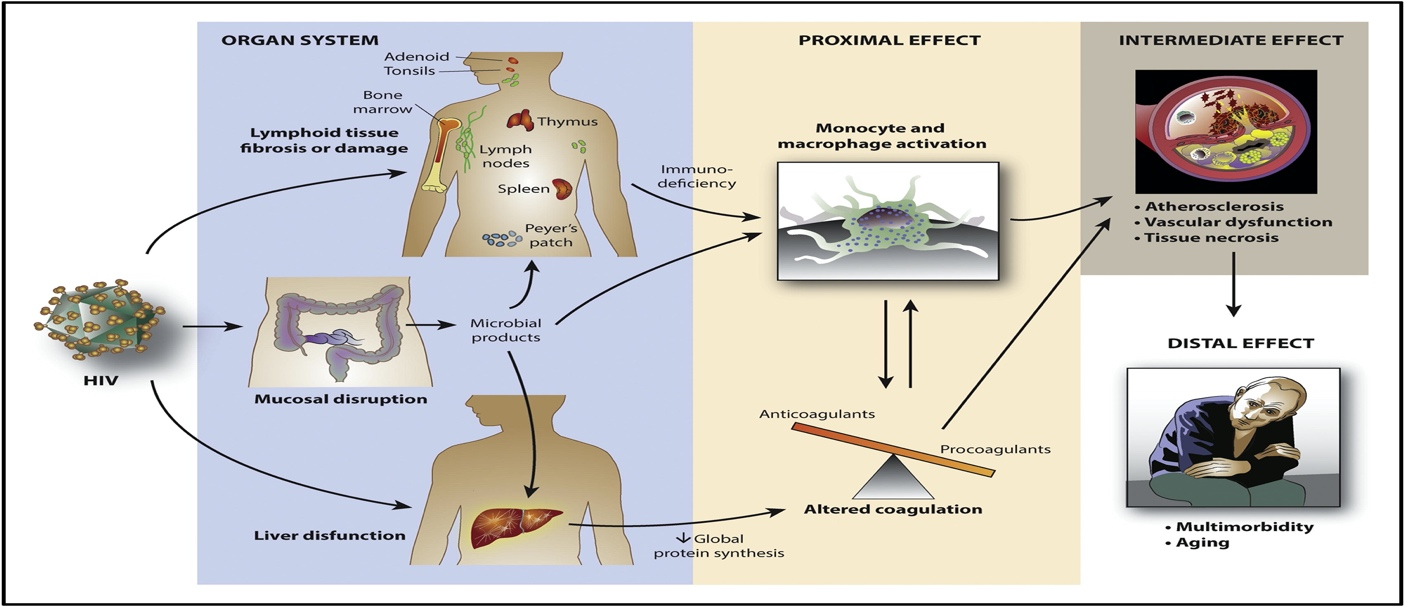 ORGAN SYSTEM
PROXIMAL EFFECT
INTERMEDIATE EFFECT
Adenoid
Tonsils
Bone
marrow
Thymus
Lymphoid tissue
fibrosis or damage
Lymph
nodes
Spleen
Peyer's
patch
Immuno-
deficiency
Monocyte and
macrophage activation
• Atherosclerosis
• Vascular dysfunction
• Tissue necrosis
HIV
Mucosal disruption
Microbial
products
DISTAL EFFECT
Anticoagulants
Procoagulants
Altered coagulation
Liver disfunction
↓ Global
protein synthesis
• Multimorbidity
• Aging